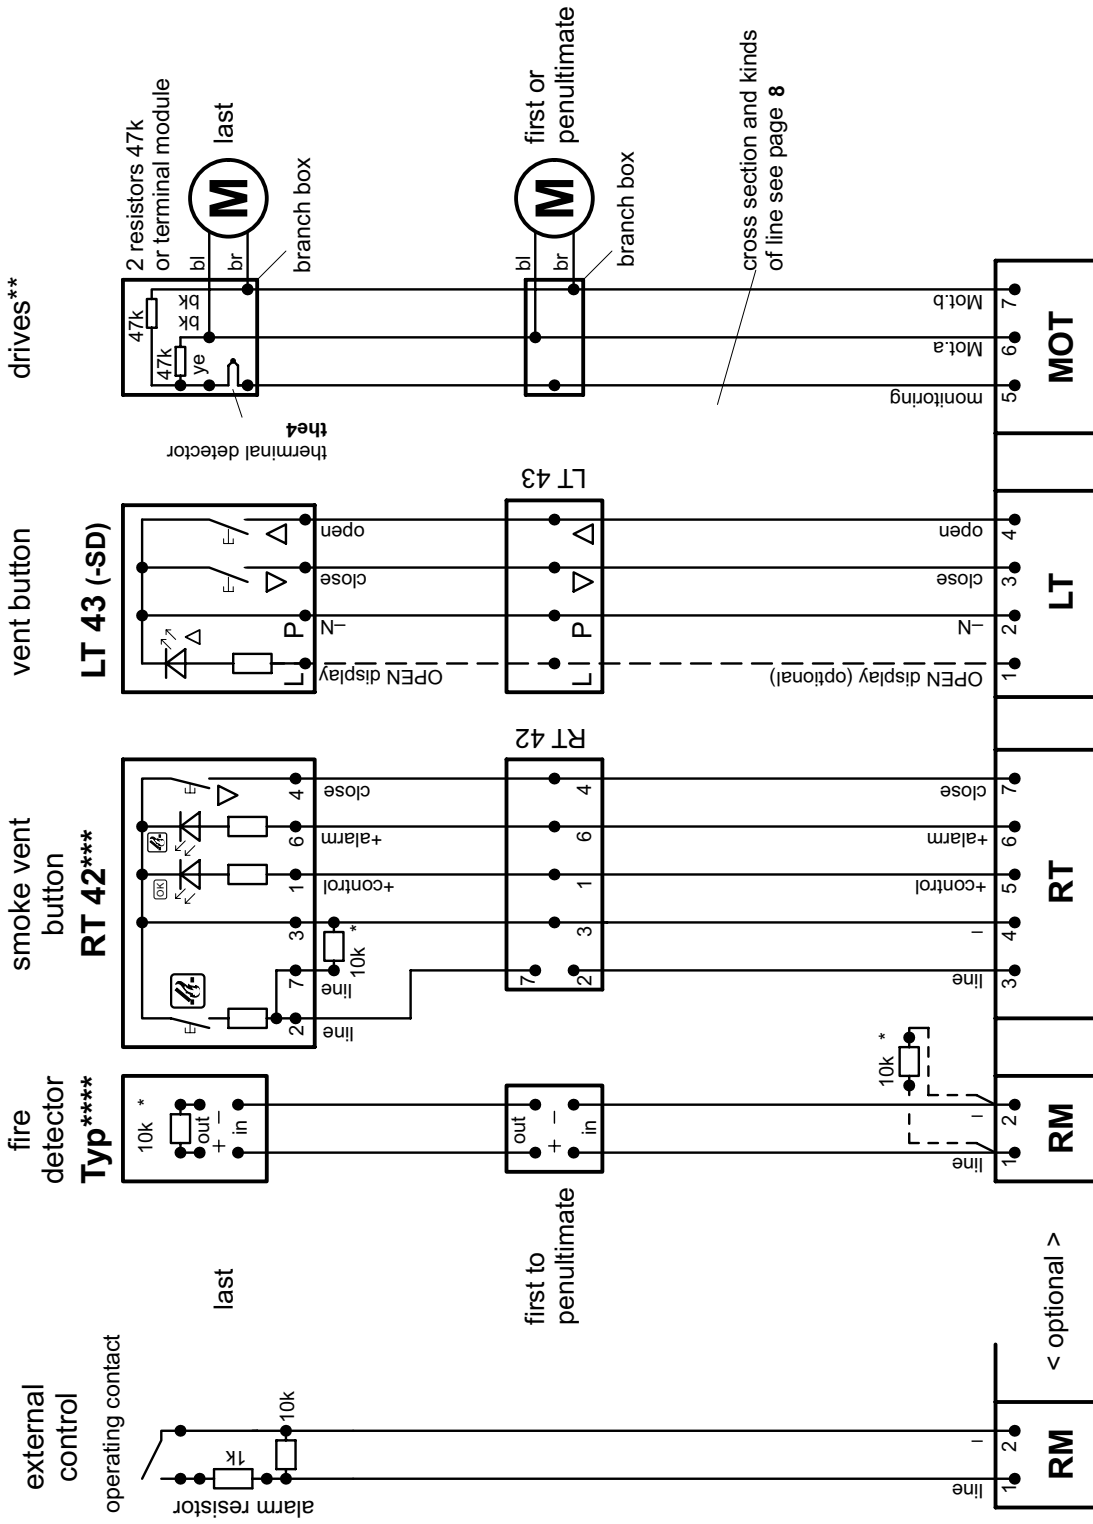 external
control
operating contact
alarm resistor
1k
10k
line
–
1
2
RM
< optional >
fire
detector
Typ****
last
10k *
out
+ –
in
first to
penultimate
out
+ –
in
10k *
line
–
1
2
RM
smoke vent
button
RT 42***
OK
2
7
3
1
6
4
line
line
10k *
+control
+alarm
close
RT 42
7
2
3
1
6
4
line
–
+control
+alarm
close
3
4
5
6
7
RT
vent button
LT 43 (-SD)
L
P
OPEN display
–N
close
open
LT 43
L
P
OPEN display (optional)
–N
close
open
1
2
3
4
LT
drives**
2 resistors 47k
or terminal module
last
47k
47k
ye
bk
bk
bl
br
branch box
therminal detector
the4
M
first or
penultimate
bl
br
M
branch box
cross section and kinds
of line see page 8
monitoring
Mot.a
Mot.b
5
6
7
MOT